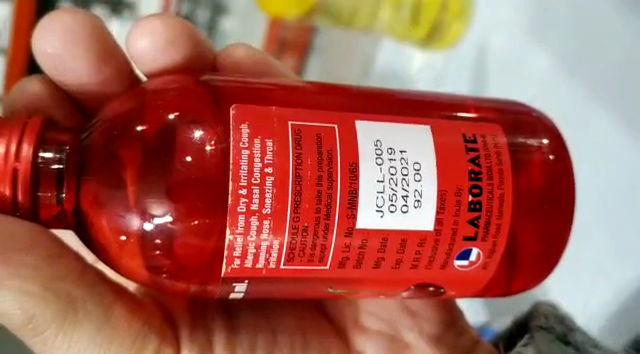 For Relief from Dry & Irritating Cough,
Allergic Cough, Nasal Congestion,
Running Nose, Sneezing & Throat
Irritation.
ml.
SCHEDULE G PRESCRIPTION DRUG
- CAUTION:
It is dangerous to take this preparation
except under Medical supervision.
Mfg. Lic. No.: S-MNB/10/65
Batch No. JCLL-005
Mfg. Date. 05/2019
Exp. Date. 04/2021
M.R.P. Rs. 92.00
(Inclusive of all Taxes)
Manufactured in India By:
LABORATE
PHARMACEUTICALS INDIA LTD